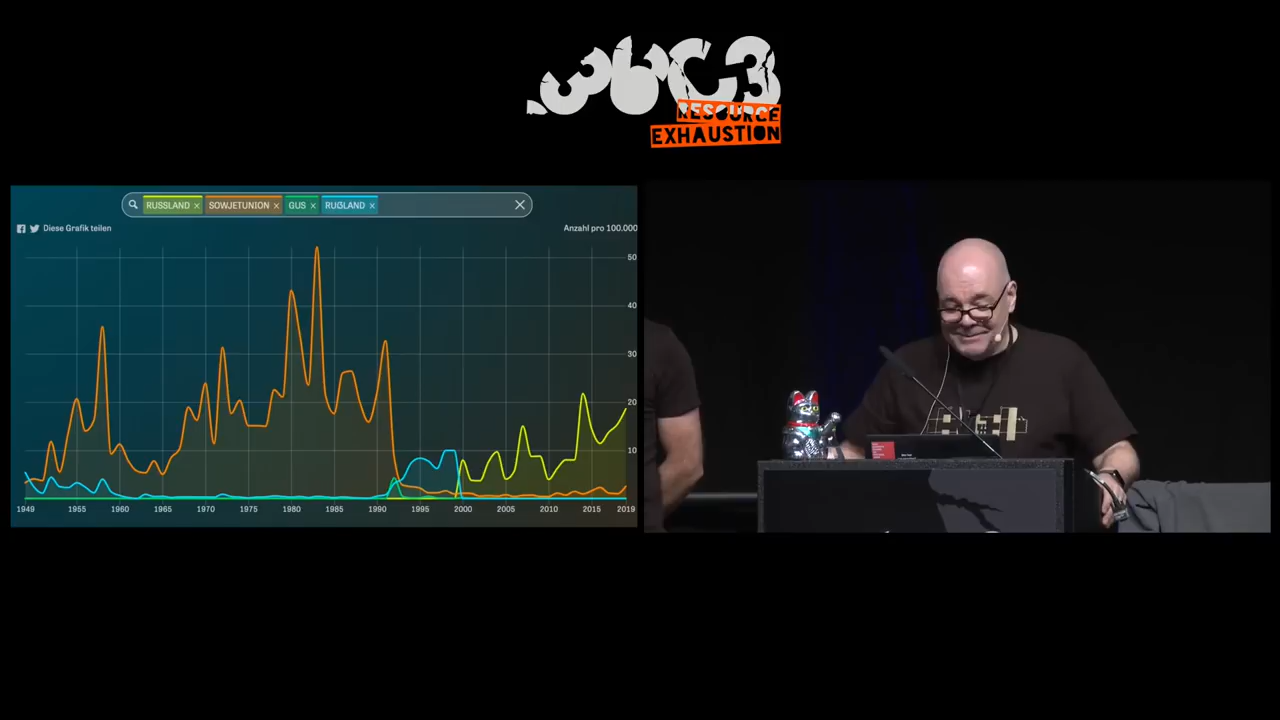 36C3
RESOURCE
EXHAUSTION
RUSSLAND × SOWJETUNION × GUS × RUßLAND ×
Diese Grafik teilen
Anzahl pro 100.000
50
40
30
20
10
1949 1955 1960 1965 1970 1975 1980 1985 1990 1995 2000 2005 2010 2015 2019